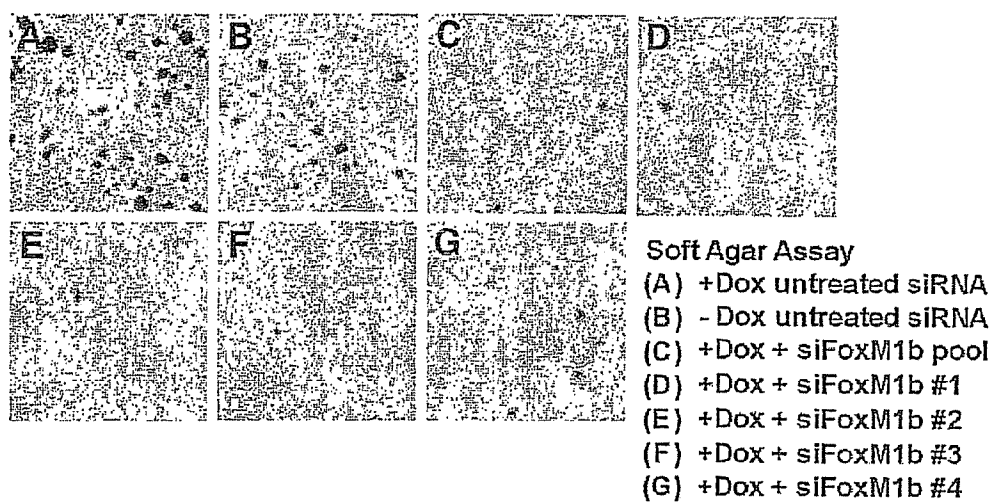 A
B
C
D
E
F
G
Soft Agar Assay
(A) +Dox untreated siRNA
(B) - Dox untreated siRNA
(C) +Dox + siFoxM1b pool
(D) +Dox + siFoxM1b #1
(E) +Dox + siFoxM1b #2
(F) +Dox + siFoxM1b #3
(G) +Dox + siFoxM1b #4